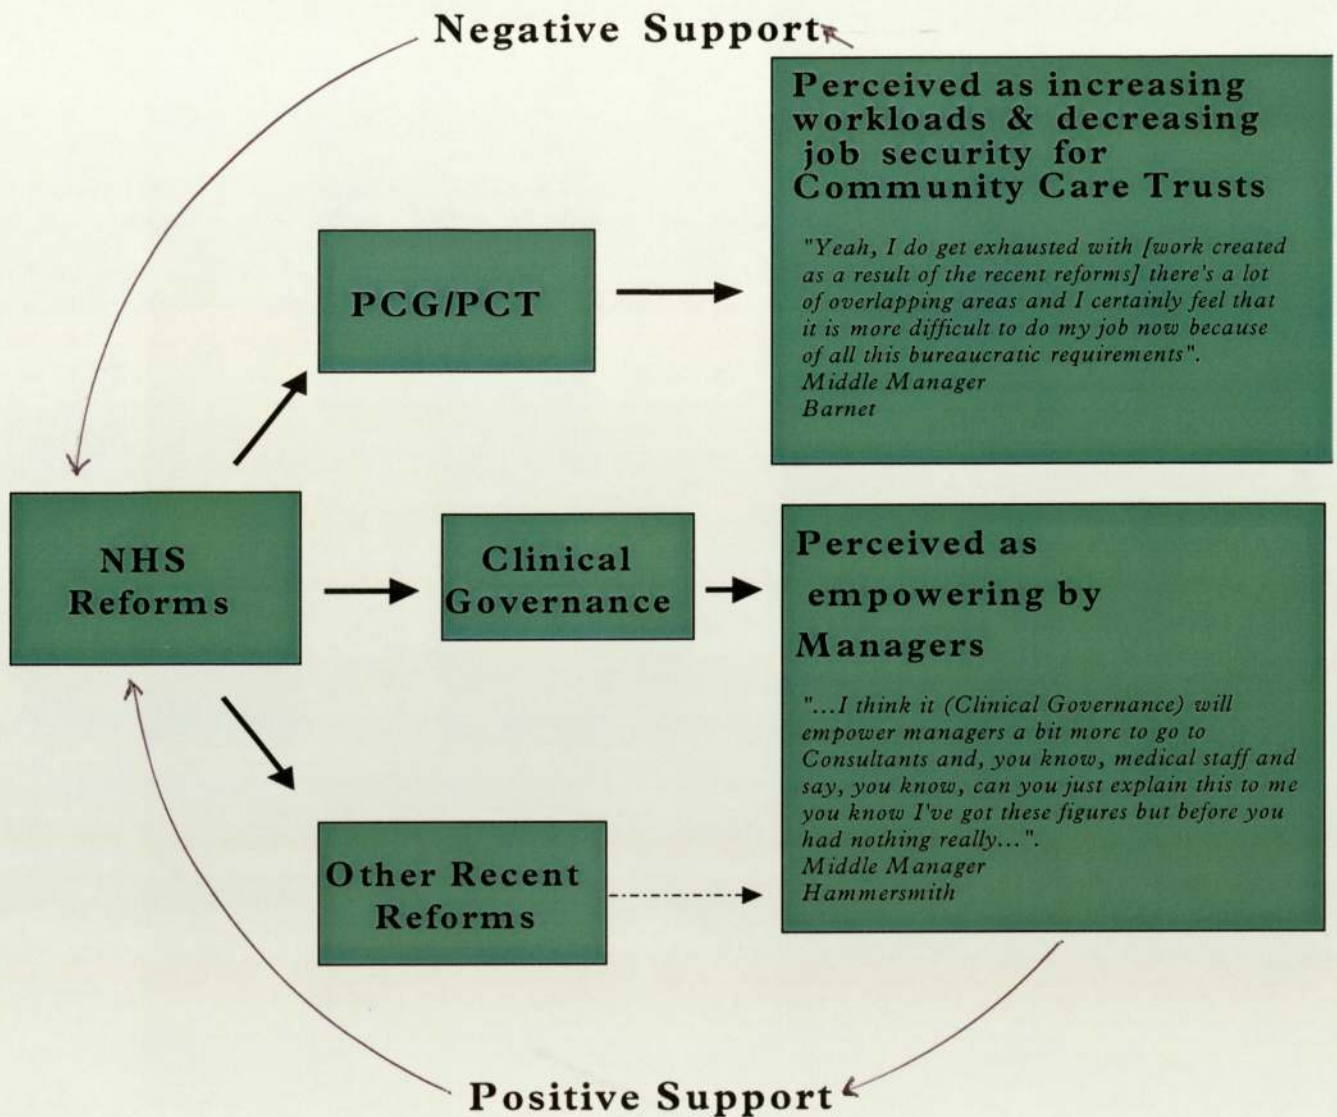 Negative Support
Perceived as increasing
workloads & decreasing
job security for
Community Care Trusts
"Yeah, I do get exhausted with [work created
as a result of the recent reforms] there's a lot
of overlapping areas and I certainly feel that
it is more difficult to do my job now because
of all this bureaucratic requirements".
Middle Manager
Barnet
PCG/PCT
NHS
Reforms
Clinical
Governance
Perceived as
empowering by
Managers
"...I think it (Clinical Governance) will
empower managers a bit more to go to
Consultants and, you know, medical staff and
say, you know, can you just explain this to me
you know I've got these figures but before you
had nothing really...".
Middle Manager
Hammersmith
Other Recent
Reforms
Positive Support